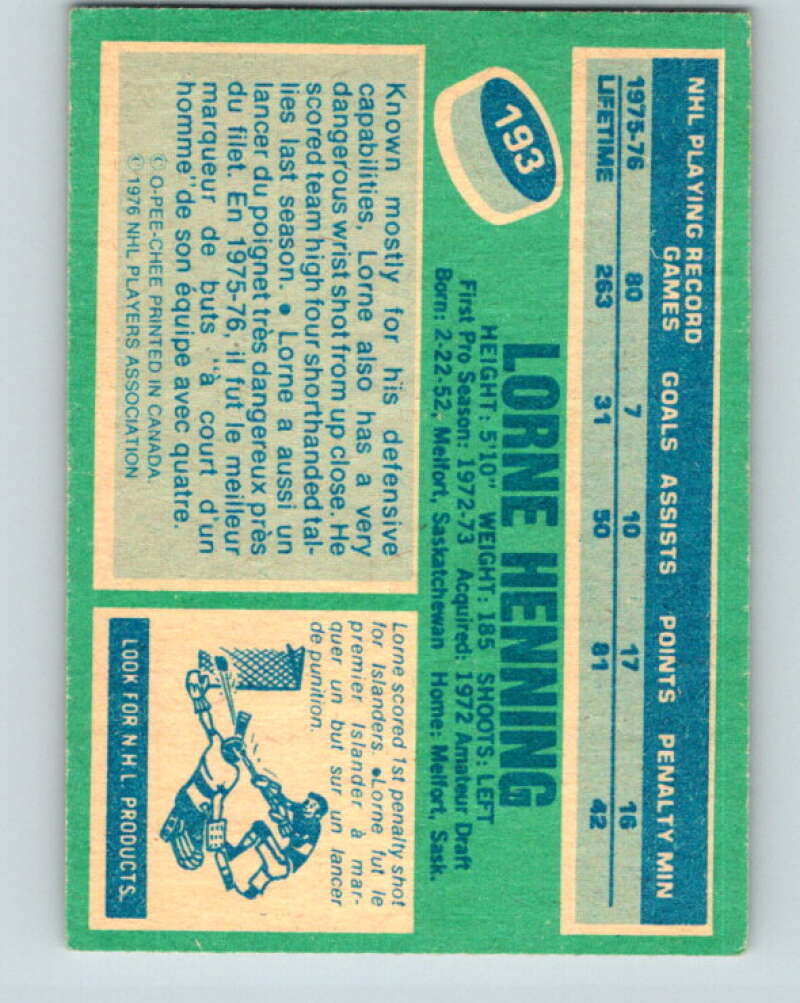 NHL PLAYING RECORD
GAMES GOALS ASSISTS POINTS PENALTY MIN
1975-76 80 7 10 17 16
LIFETIME 263 31 50 81 42
193
LORNE HENNING
HEIGHT: 5'10" WEIGHT: 185 SHOOTS: LEFT
First Pro Season: 1972-73 Acquired: 1972 Amateur Draft
Born: 2-22-52, Melfort, Saskatchewan Home: Melfort, Sask.
Known mostly for his defensive
capabilities, Lorne also has a very
dangerous wrist shot from up close. He
scored team high four shorthanded tal-
lies last season. • Lorne a aussi un
lancer du poignet très dangereux près
du filet. En 1975-76, il fut le meilleur
marqueur de buts "à court d'un
homme" de son équipe avec quatre.
© O-PEE-CHEE PRINTED IN CANADA.
© 1976 NHL PLAYERS ASSOCIATION
Lorne scored 1st penalty shot
for Islanders. •Lorne fut le
premier Islander à mar-
quer un but sur un lancer
de punition.
LOOK FOR N.H.L. PRODUCTS.